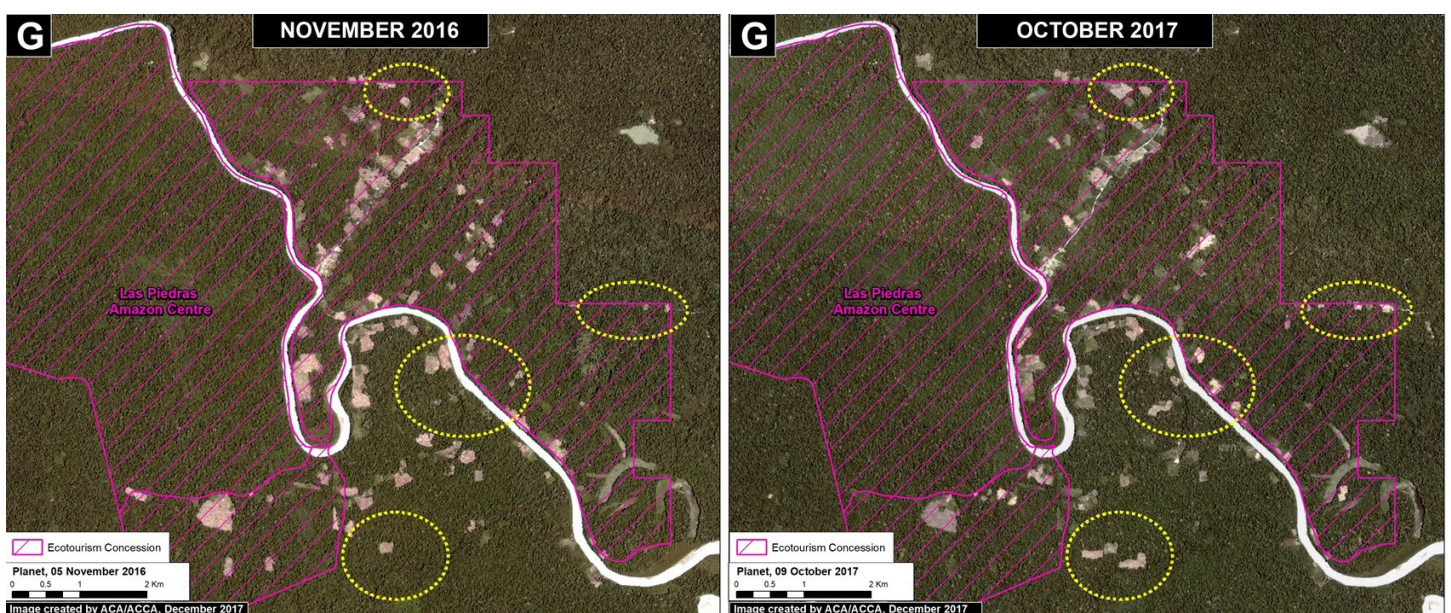 G
NOVEMBER 2016
Las Piedras
Amazon Centre
Ecotourism Concession
Planet, 05 November 2016
0 0.5 1 2 Km
Image created by ACA/ACCA, December 2017
G
OCTOBER 2017
Las Piedras
Amazon Centre
Ecotourism Concession
Planet, 09 October 2017
0 0.5 1 2 Km
Image created by ACA/ACCA, December 2017